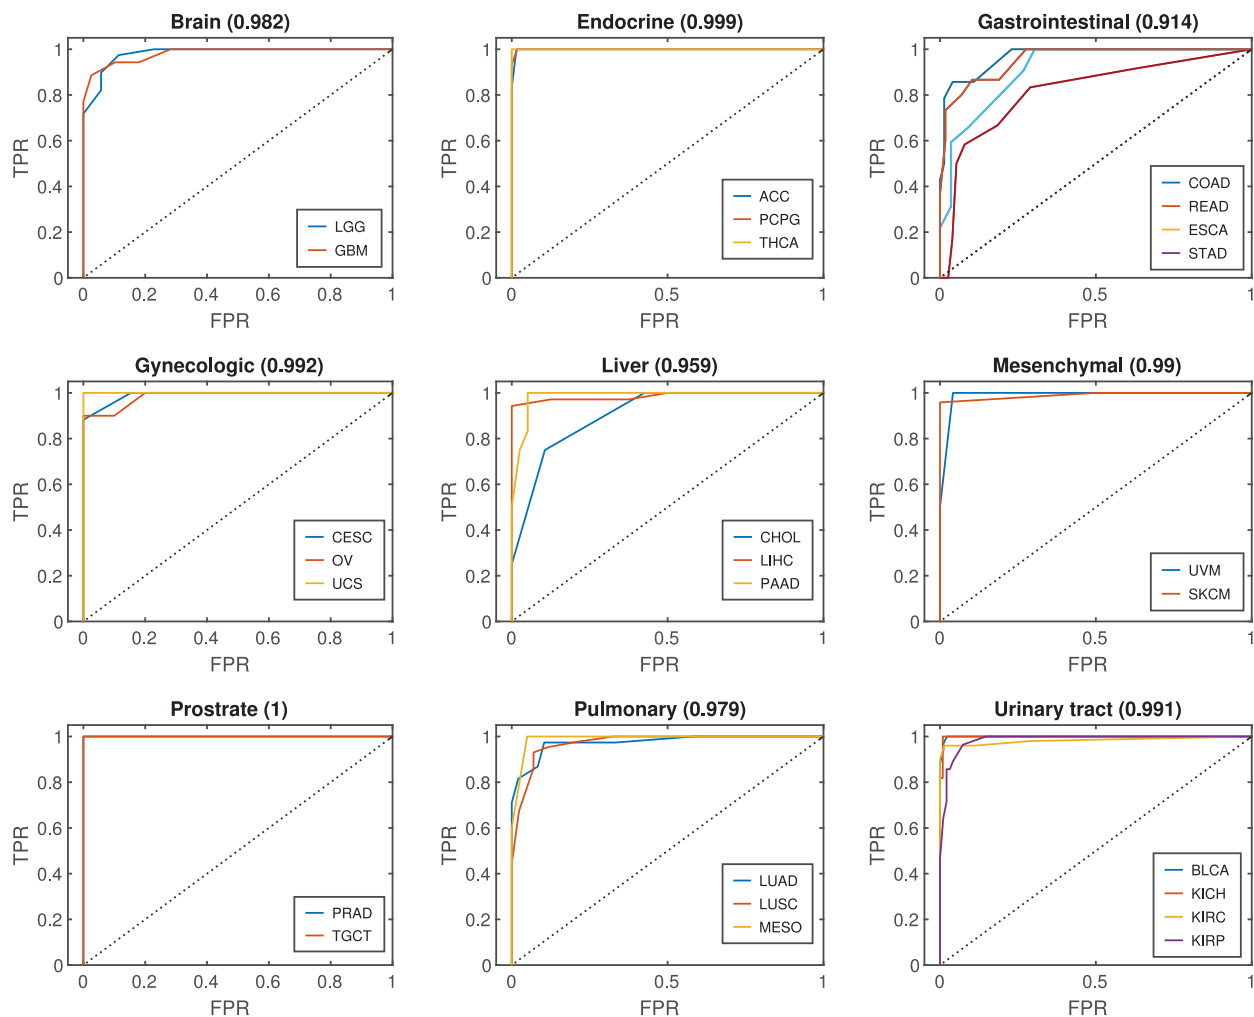 Brain (0.982)
TPR
1
0.8
0.6
0.4
0.2
0
0 0.2 0.4 0.6 0.8 1
FPR
LGG
GBM
Endocrine (0.999)
TPR
1
0.8
0.6
0.4
0.2
0
0 0.2 0.4 0.6 0.8 1
FPR
ACC
PCPG
THCA
Gastrointestinal (0.914)
TPR
1
0.8
0.6
0.4
0.2
0
0 0.5 1
FPR
COAD
READ
ESCA
STAD
Gynecologic (0.992)
TPR
1
0.8
0.6
0.4
0.2
0
0 0.2 0.4 0.6 0.8 1
FPR
CESC
OV
UCS
Liver (0.959)
TPR
1
0.8
0.6
0.4
0.2
0
0 0.5 1
FPR
CHOL
LIHC
PAAD
Mesenchymal (0.99)
TPR
1
0.8
0.6
0.4
0.2
0
0 0.5 1
FPR
UVM
SKCM
Prostrate (1)
TPR
1
0.8
0.6
0.4
0.2
0
0 0.2 0.4 0.6 0.8 1
FPR
PRAD
TGCT
Pulmonary (0.979)
TPR
1
0.8
0.6
0.4
0.2
0
0 0.5 1
FPR
LUAD
LUSC
MESO
Urinary tract (0.991)
TPR
1
0.8
0.6
0.4
0.2
0
0 0.5 1
FPR
BLCA
KICH
KIRC
KIRP